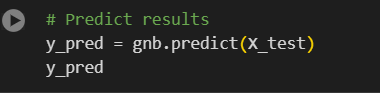 # Predict results
y_pred = gnb.predict(X_test)
y_pred